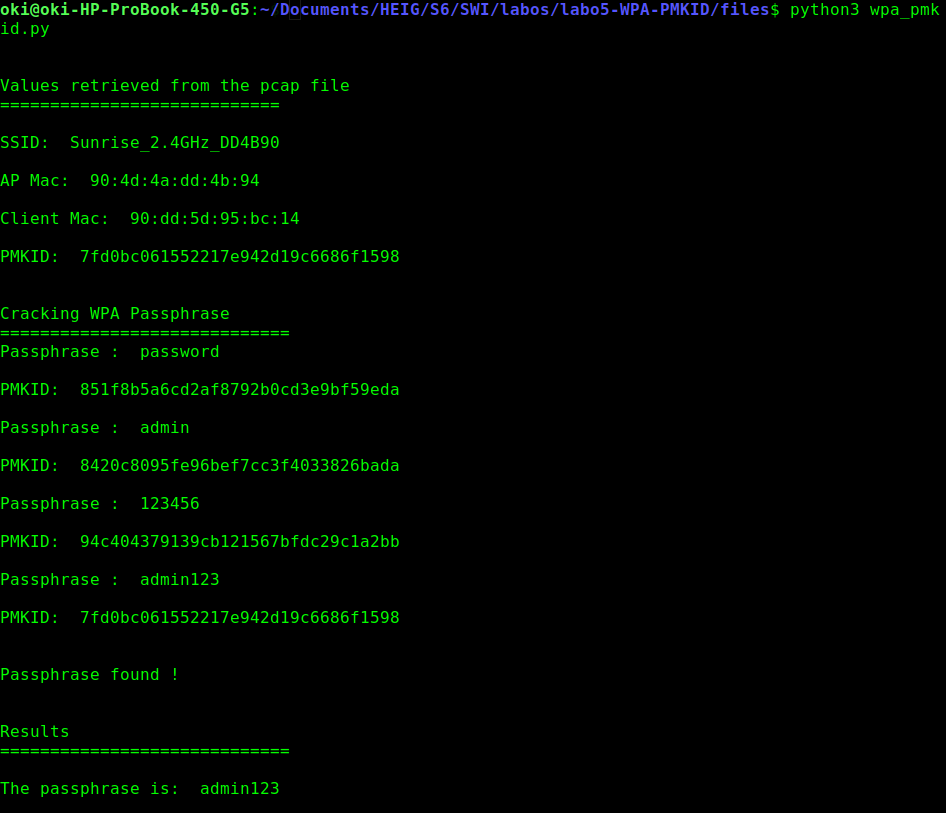 oki@oki-HP-ProBook-450-G5:~/Documents/HEIG/S6/SWI/labos/labo5-WPA-PMKID/files$ python3 wpa_pmk
id.py
Values retrieved from the pcap file
============================
SSID:  Sunrise_2.4GHz_DD4B90
AP Mac:  90:4d:4a:dd:4b:94
Client Mac:  90:dd:5d:95:bc:14
PMKID:  7fd0bc061552217e942d19c6686f1598
Cracking WPA Passphrase
=============================
Passphrase :  password
PMKID:  851f8b5a6cd2af8792b0cd3e9bf59eda
Passphrase :  admin
PMKID:  8420c8095fe96bef7cc3f4033826bada
Passphrase :  123456
PMKID:  94c404379139cb121567bfdc29c1a2bb
Passphrase :  admin123
PMKID:  7fd0bc061552217e942d19c6686f1598
Passphrase found !
Results
=============================
The passphrase is:  admin123